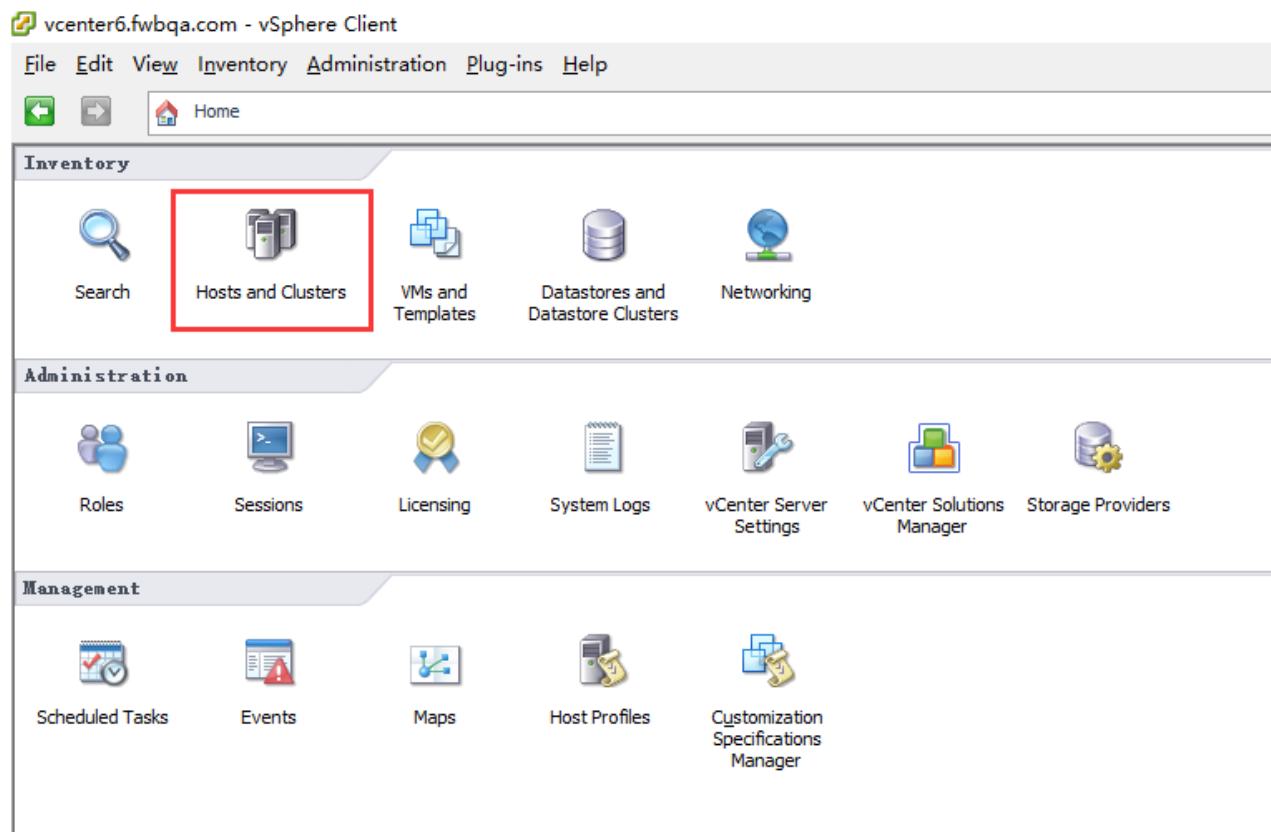 vcenter6.fwbqa.com - vSphere Client
File Edit View Inventory Administration Plug-ins Help
Home
Inventory
Search
Hosts and Clusters
VMs and
Templates
Datastores and
Datastore Clusters
Networking
Administration
Roles
Sessions
Licensing
System Logs
vCenter Server
Settings
vCenter Solutions
Manager
Storage Providers
Management
Scheduled Tasks
Events
Maps
Host Profiles
Customization
Specifications
Manager